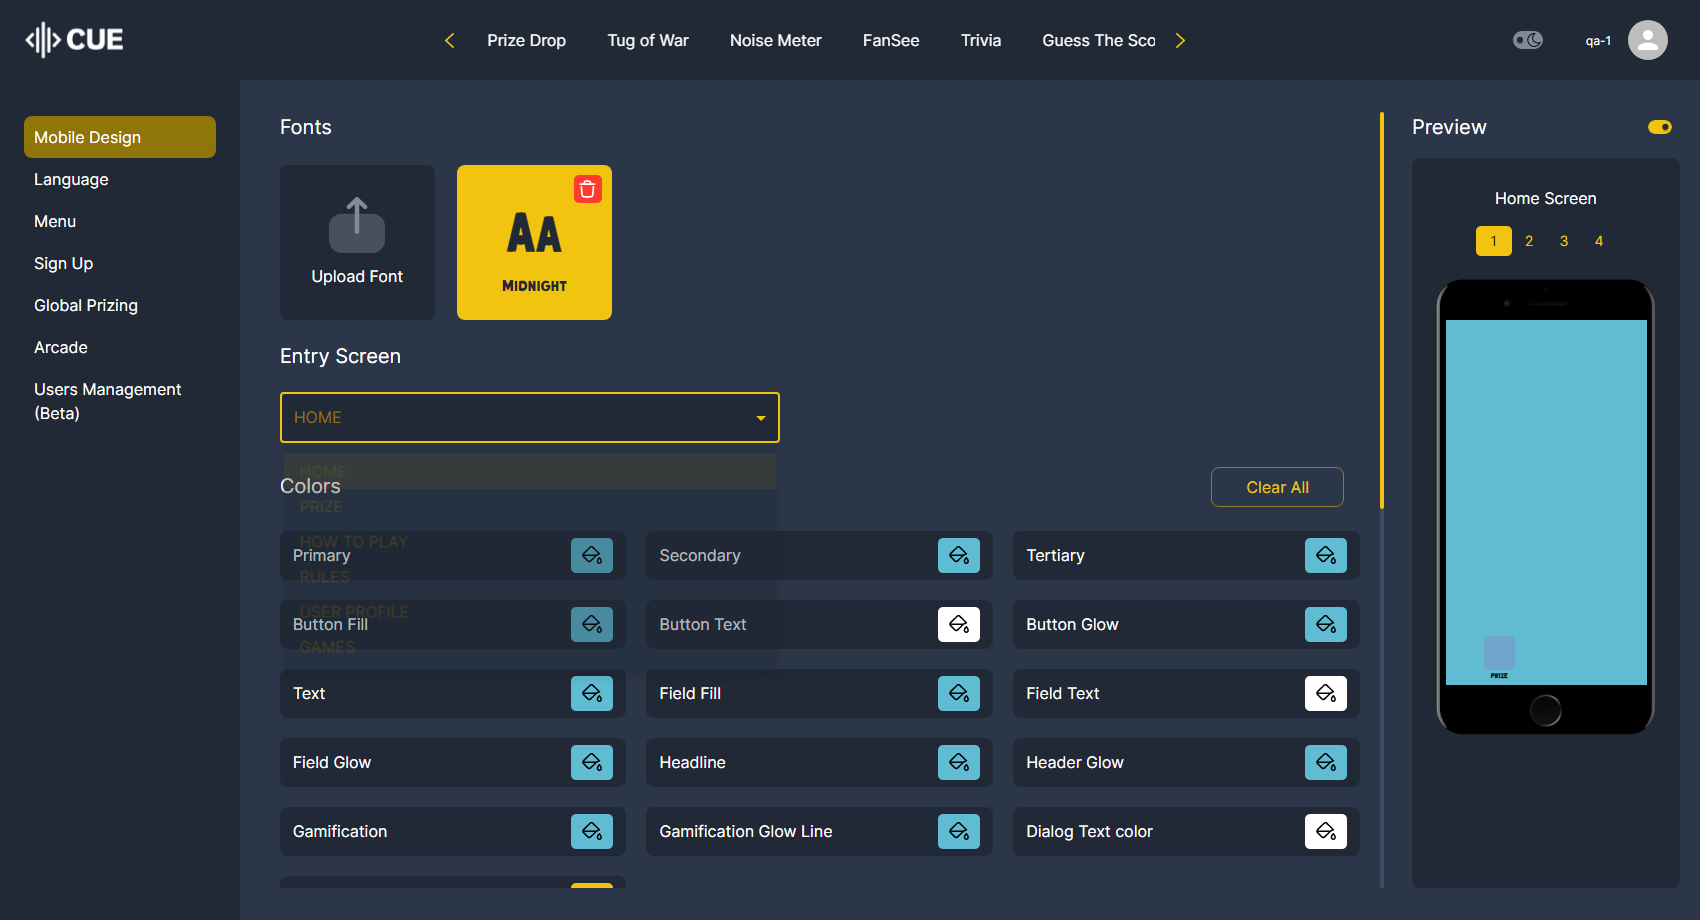 CUE
Prize Drop
Tug of War
Noise Meter
FanSee
Trivia
Guess The Sco
qa-1
Mobile Design
Language
Menu
Sign Up
Global Prizing
Arcade
Users Management
(Beta)
Fonts
Upload Font
AA
MIDNIGHT
Entry Screen
HOME
HOME
PRIZE
HOW TO PLAY
RULES
USER PROFILE
GAMES
Colors
Clear All
Primary
Secondary
Tertiary
Button Fill
Button Text
Button Glow
Text
Field Fill
Field Text
Field Glow
Headline
Header Glow
Gamification
Gamification Glow Line
Dialog Text color
Preview
Home Screen
1 2 3 4
PRIZE